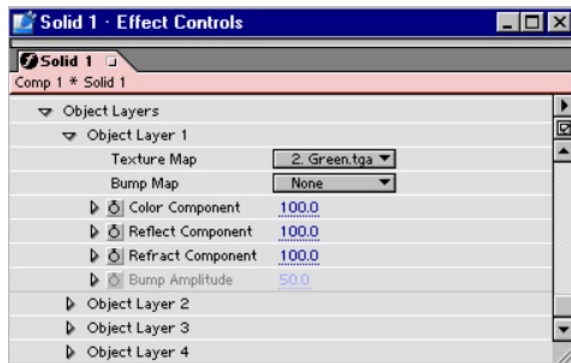 Solid 1 · Effect Controls
Solid 1
Comp 1 * Solid 1
Object Layers
Object Layer 1
Texture Map 2. Green.tga
Bump Map None
Color Component 100.0
Reflect Component 100.0
Refract Component 100.0
Bump Amplitude 50.0
Object Layer 2
Object Layer 3
Object Layer 4